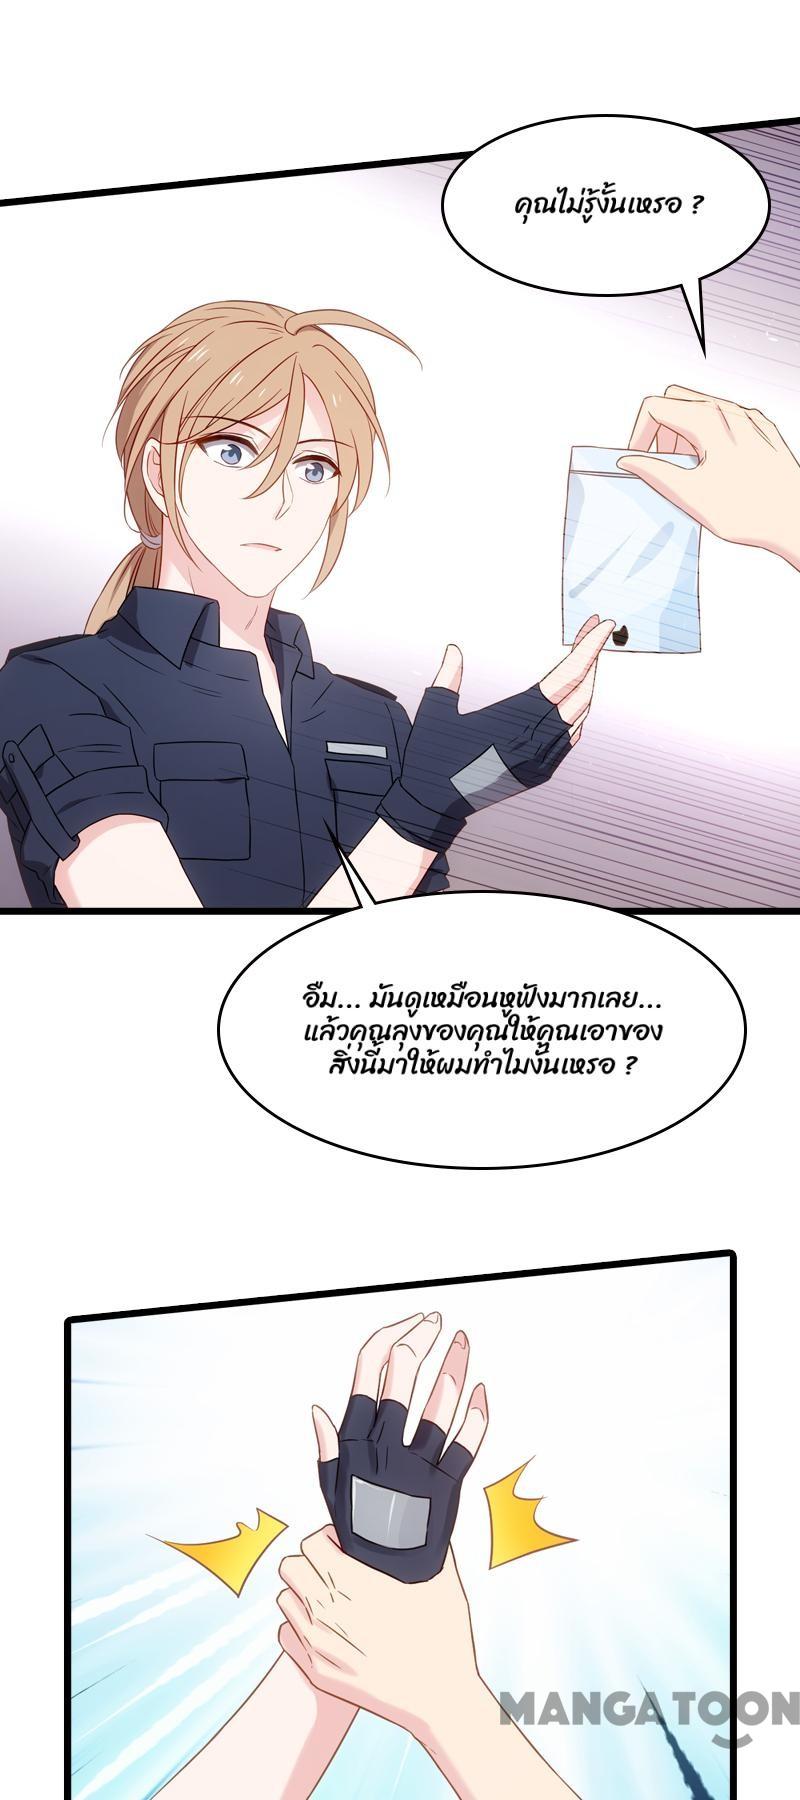 คุณไม่รู้งั้นเหรอ ?
อืม... มันดูเหมือนหูฟังมากเลย...
แล้วคุณลุงของคุณให้คุณเอาของ
สิ่งนี้มาให้ผมทำไมงั้นเหรอ ?
MANGA TOON